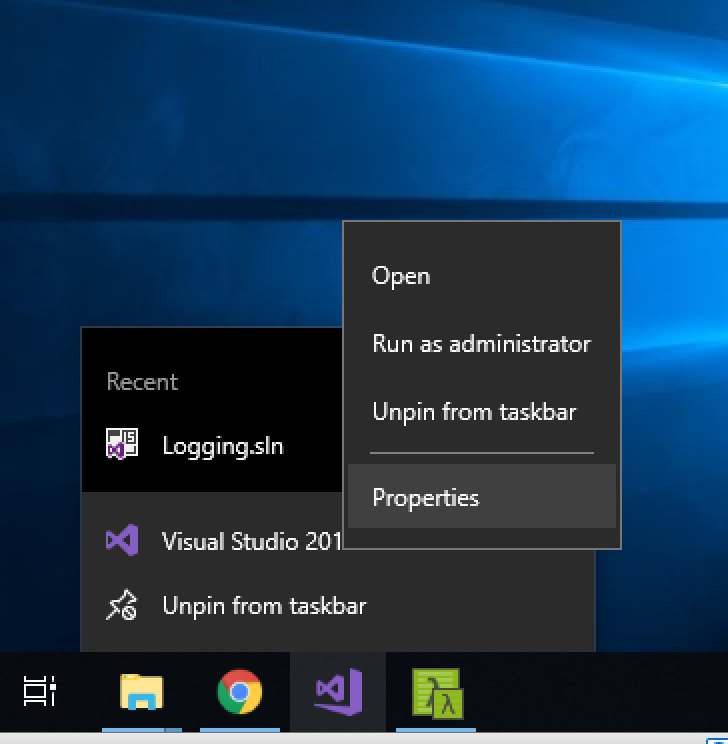 Open
Run as administrator
Unpin from taskbar
Properties
Recent
Logging.sln
Visual Studio 201
Unpin from taskbar